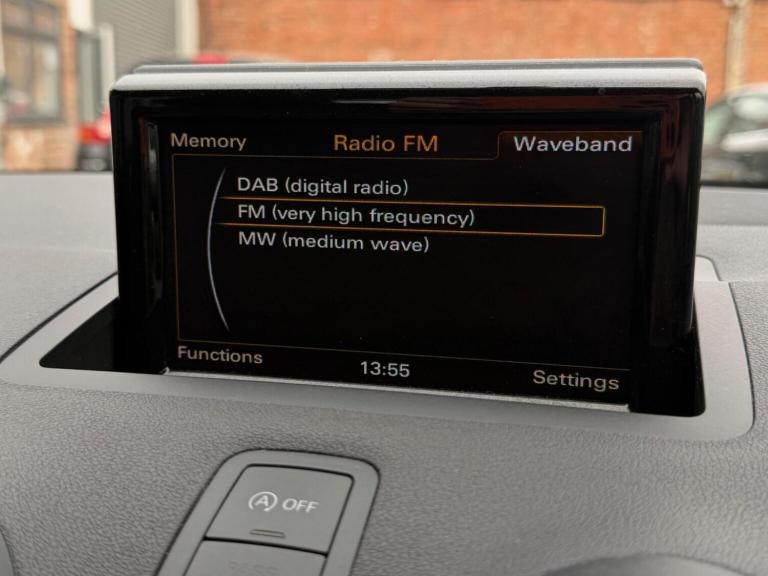 Memory Radio FM Waveband
DAB (digital radio)
FM (very high frequency)
MW (medium wave)
Functions 13:55 Settings
A OFF